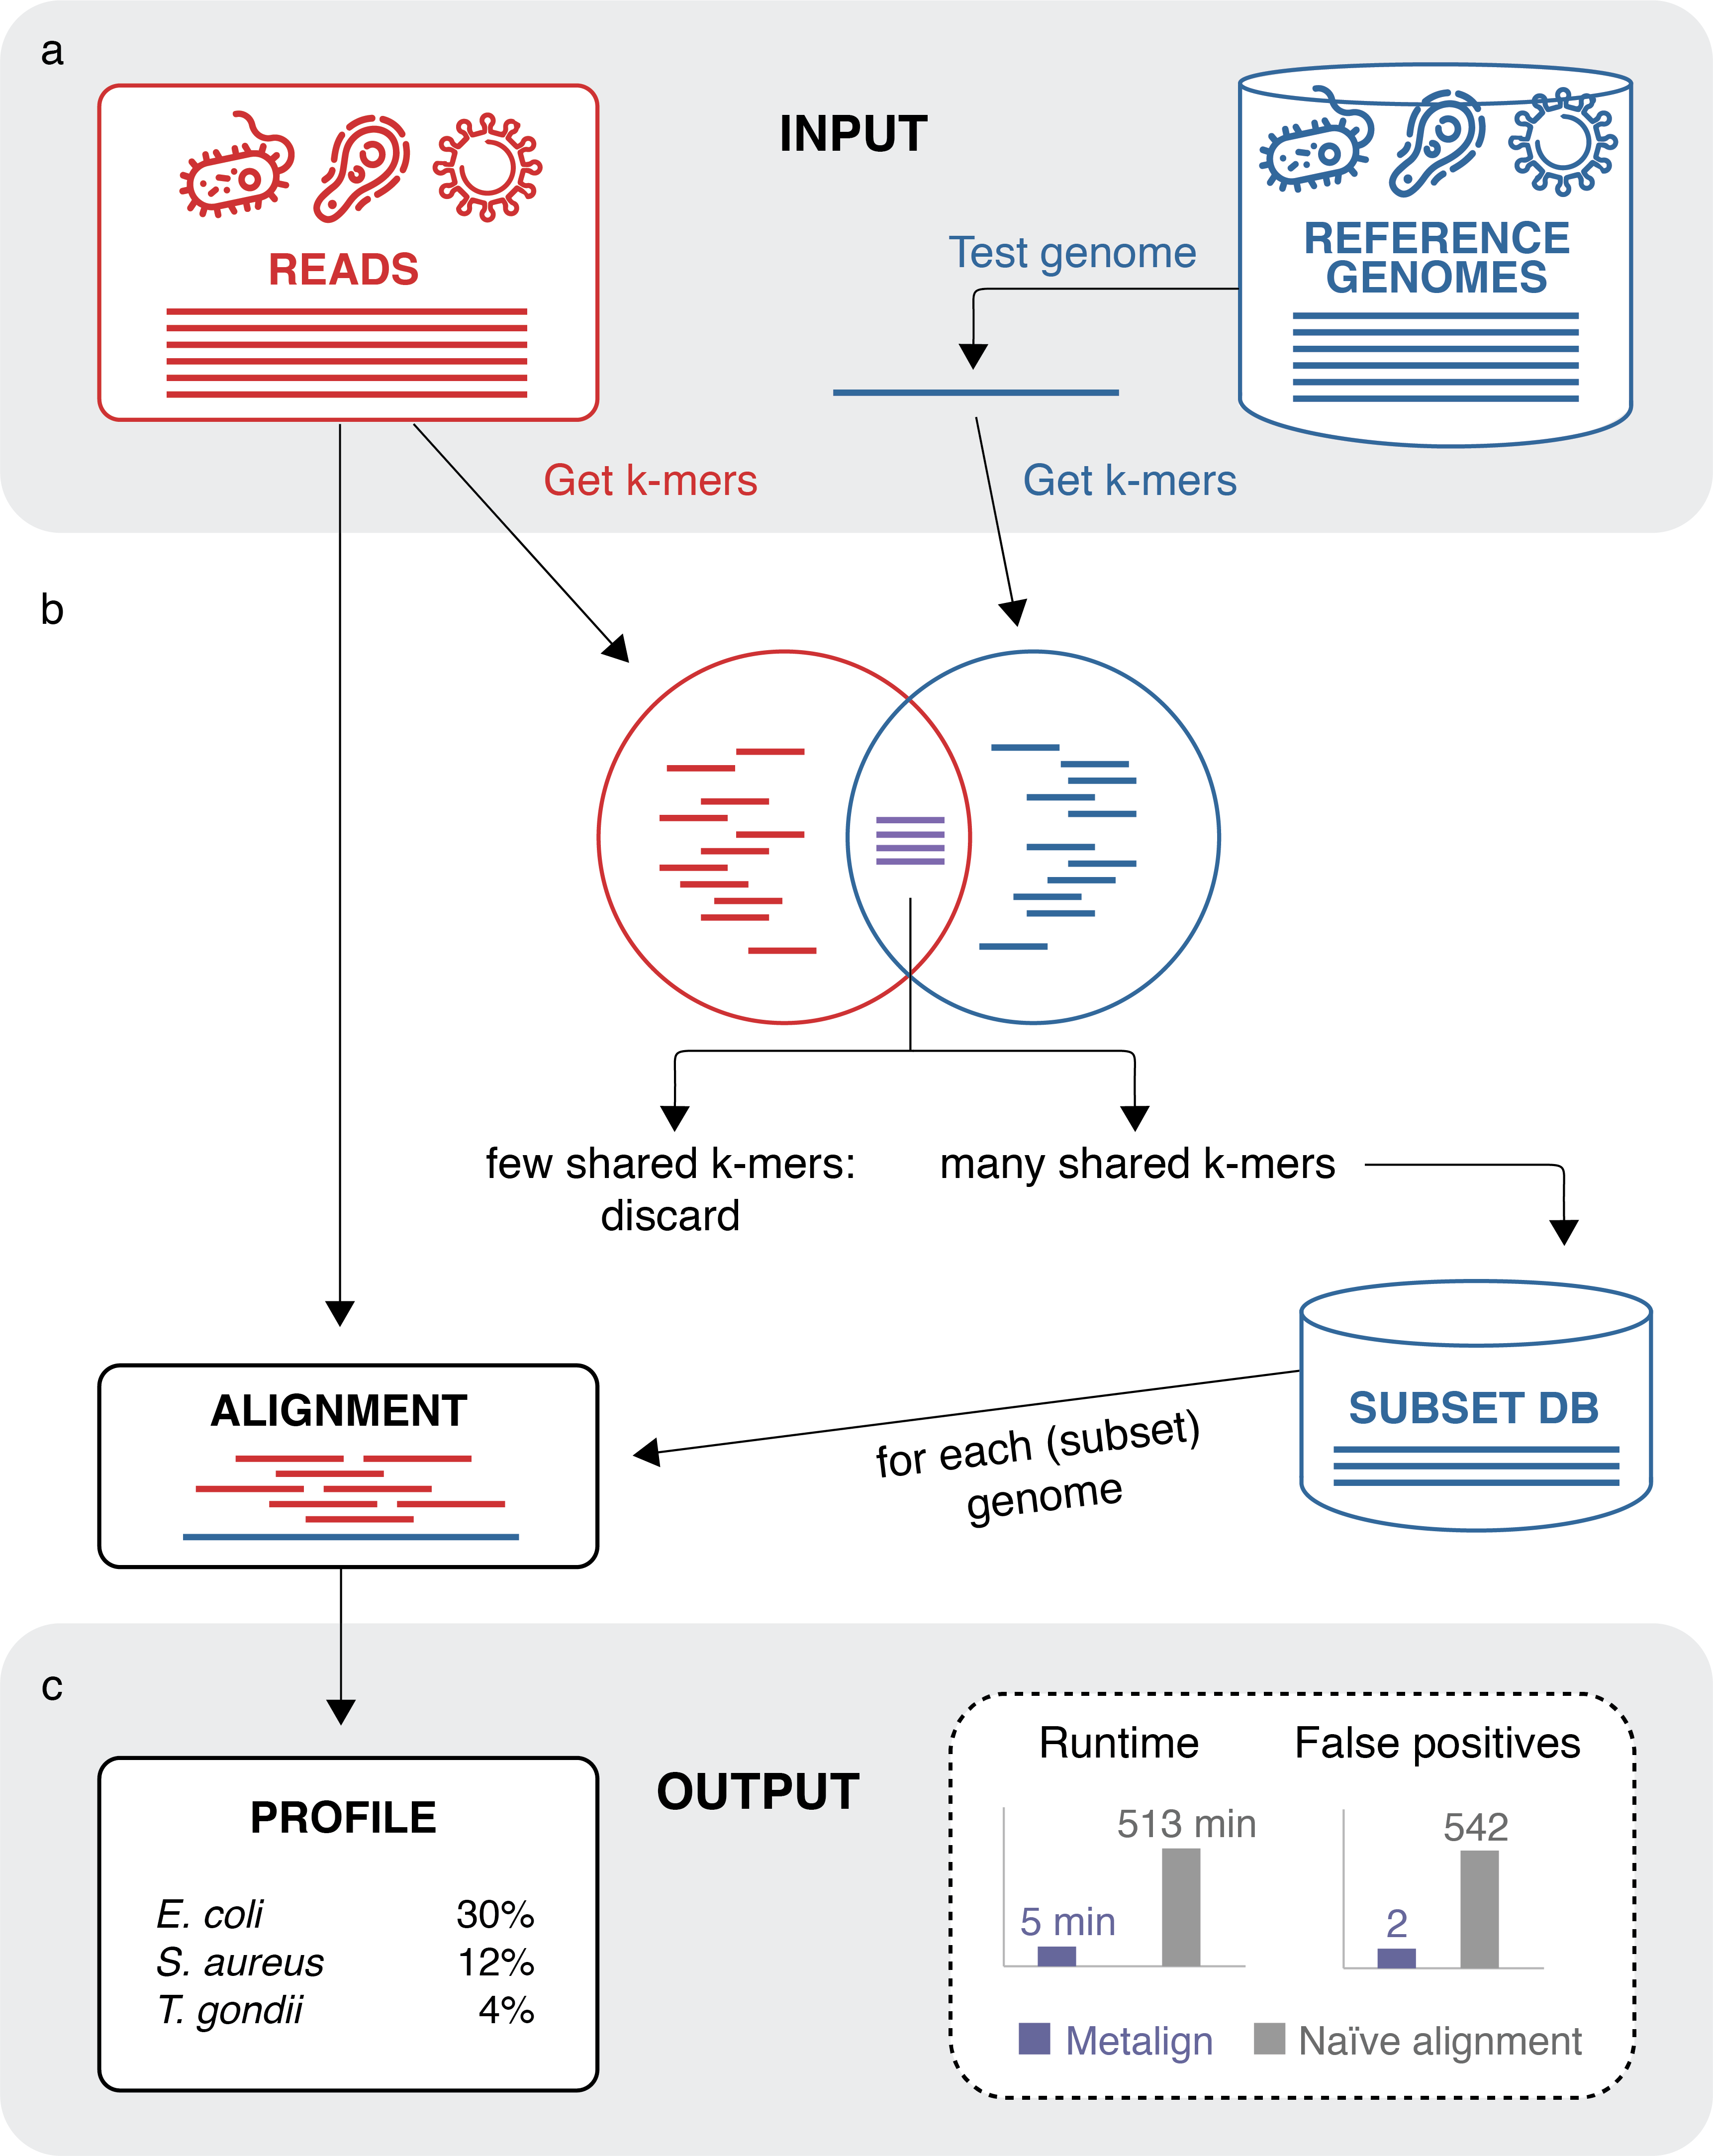 a
INPUT
READS
Test genome
REFERENCE
GENOMES
Get k-mers
Get k-mers
b
few shared k-mers:
discard
many shared k-mers
ALIGNMENT
SUBSET DB
for each (subset)
genome
c
OUTPUT
PROFILE
E. coli 30%
S. aureus 12%
T. gondii 4%
Runtime
False positives
513 min
5 min
542
2
Metalign
Naïve alignment